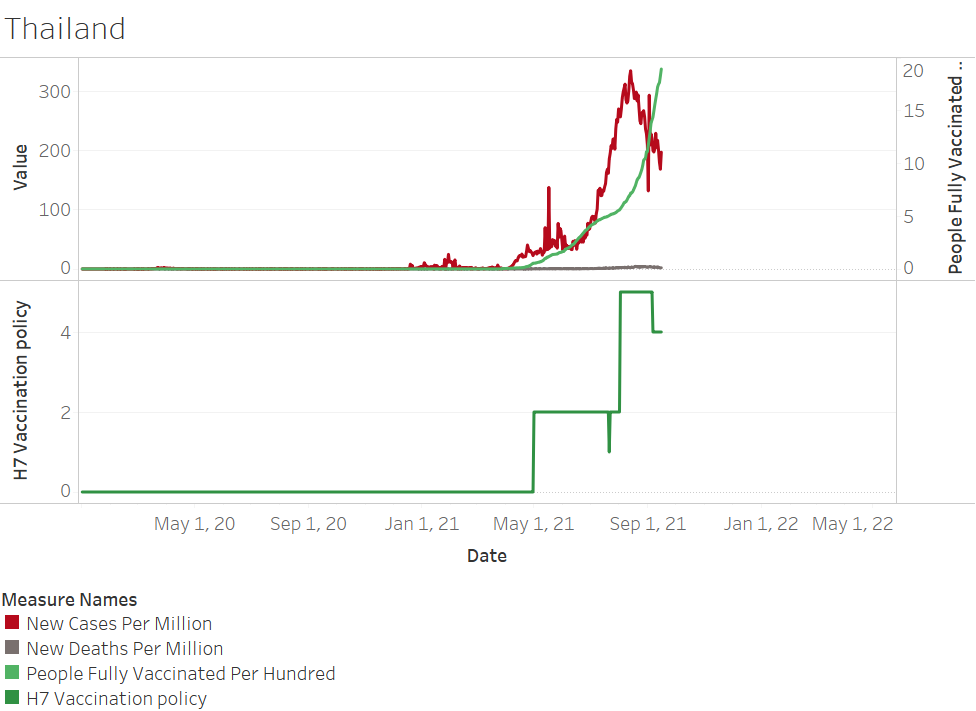 Thailand
300
200
100
0
Value
20
15
10
5
0
People Fully Vaccinated ..
4
2
0
H7 Vaccination policy
May 1, 20 Sep 1, 20 Jan 1, 21 May 1, 21 Sep 1, 21 Jan 1, 22 May 1, 22
Date
Measure Names
New Cases Per Million
New Deaths Per Million
People Fully Vaccinated Per Hundred
H7 Vaccination policy